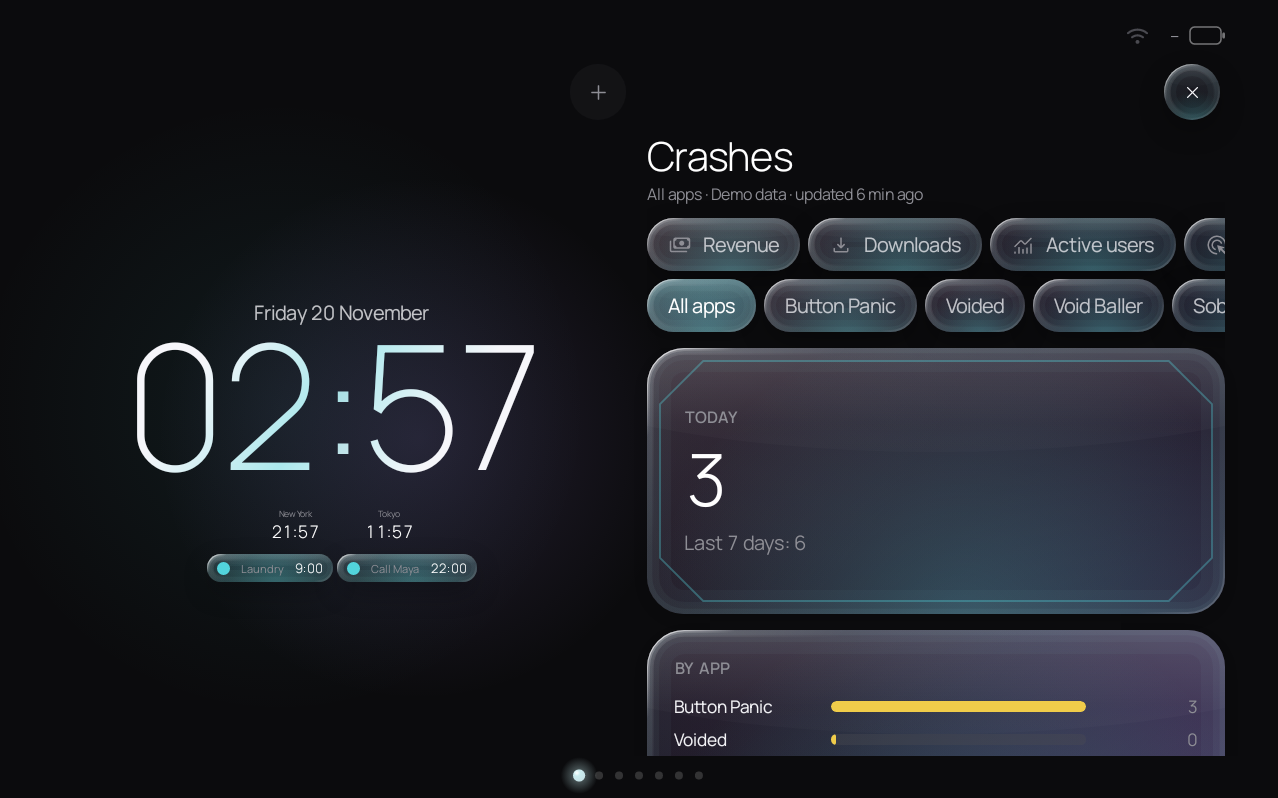 Crashes
All apps · Demo data · updated 6 min ago
Revenue Downloads Active users
All apps Button Panic Voided Void Baller Sob
Friday 20 November
02:57
New York Tokyo
21:57 11:57
Laundry 9:00 Call Maya 22:00
TODAY
3
Last 7 days: 6
BY APP
Button Panic 3
Voided 0